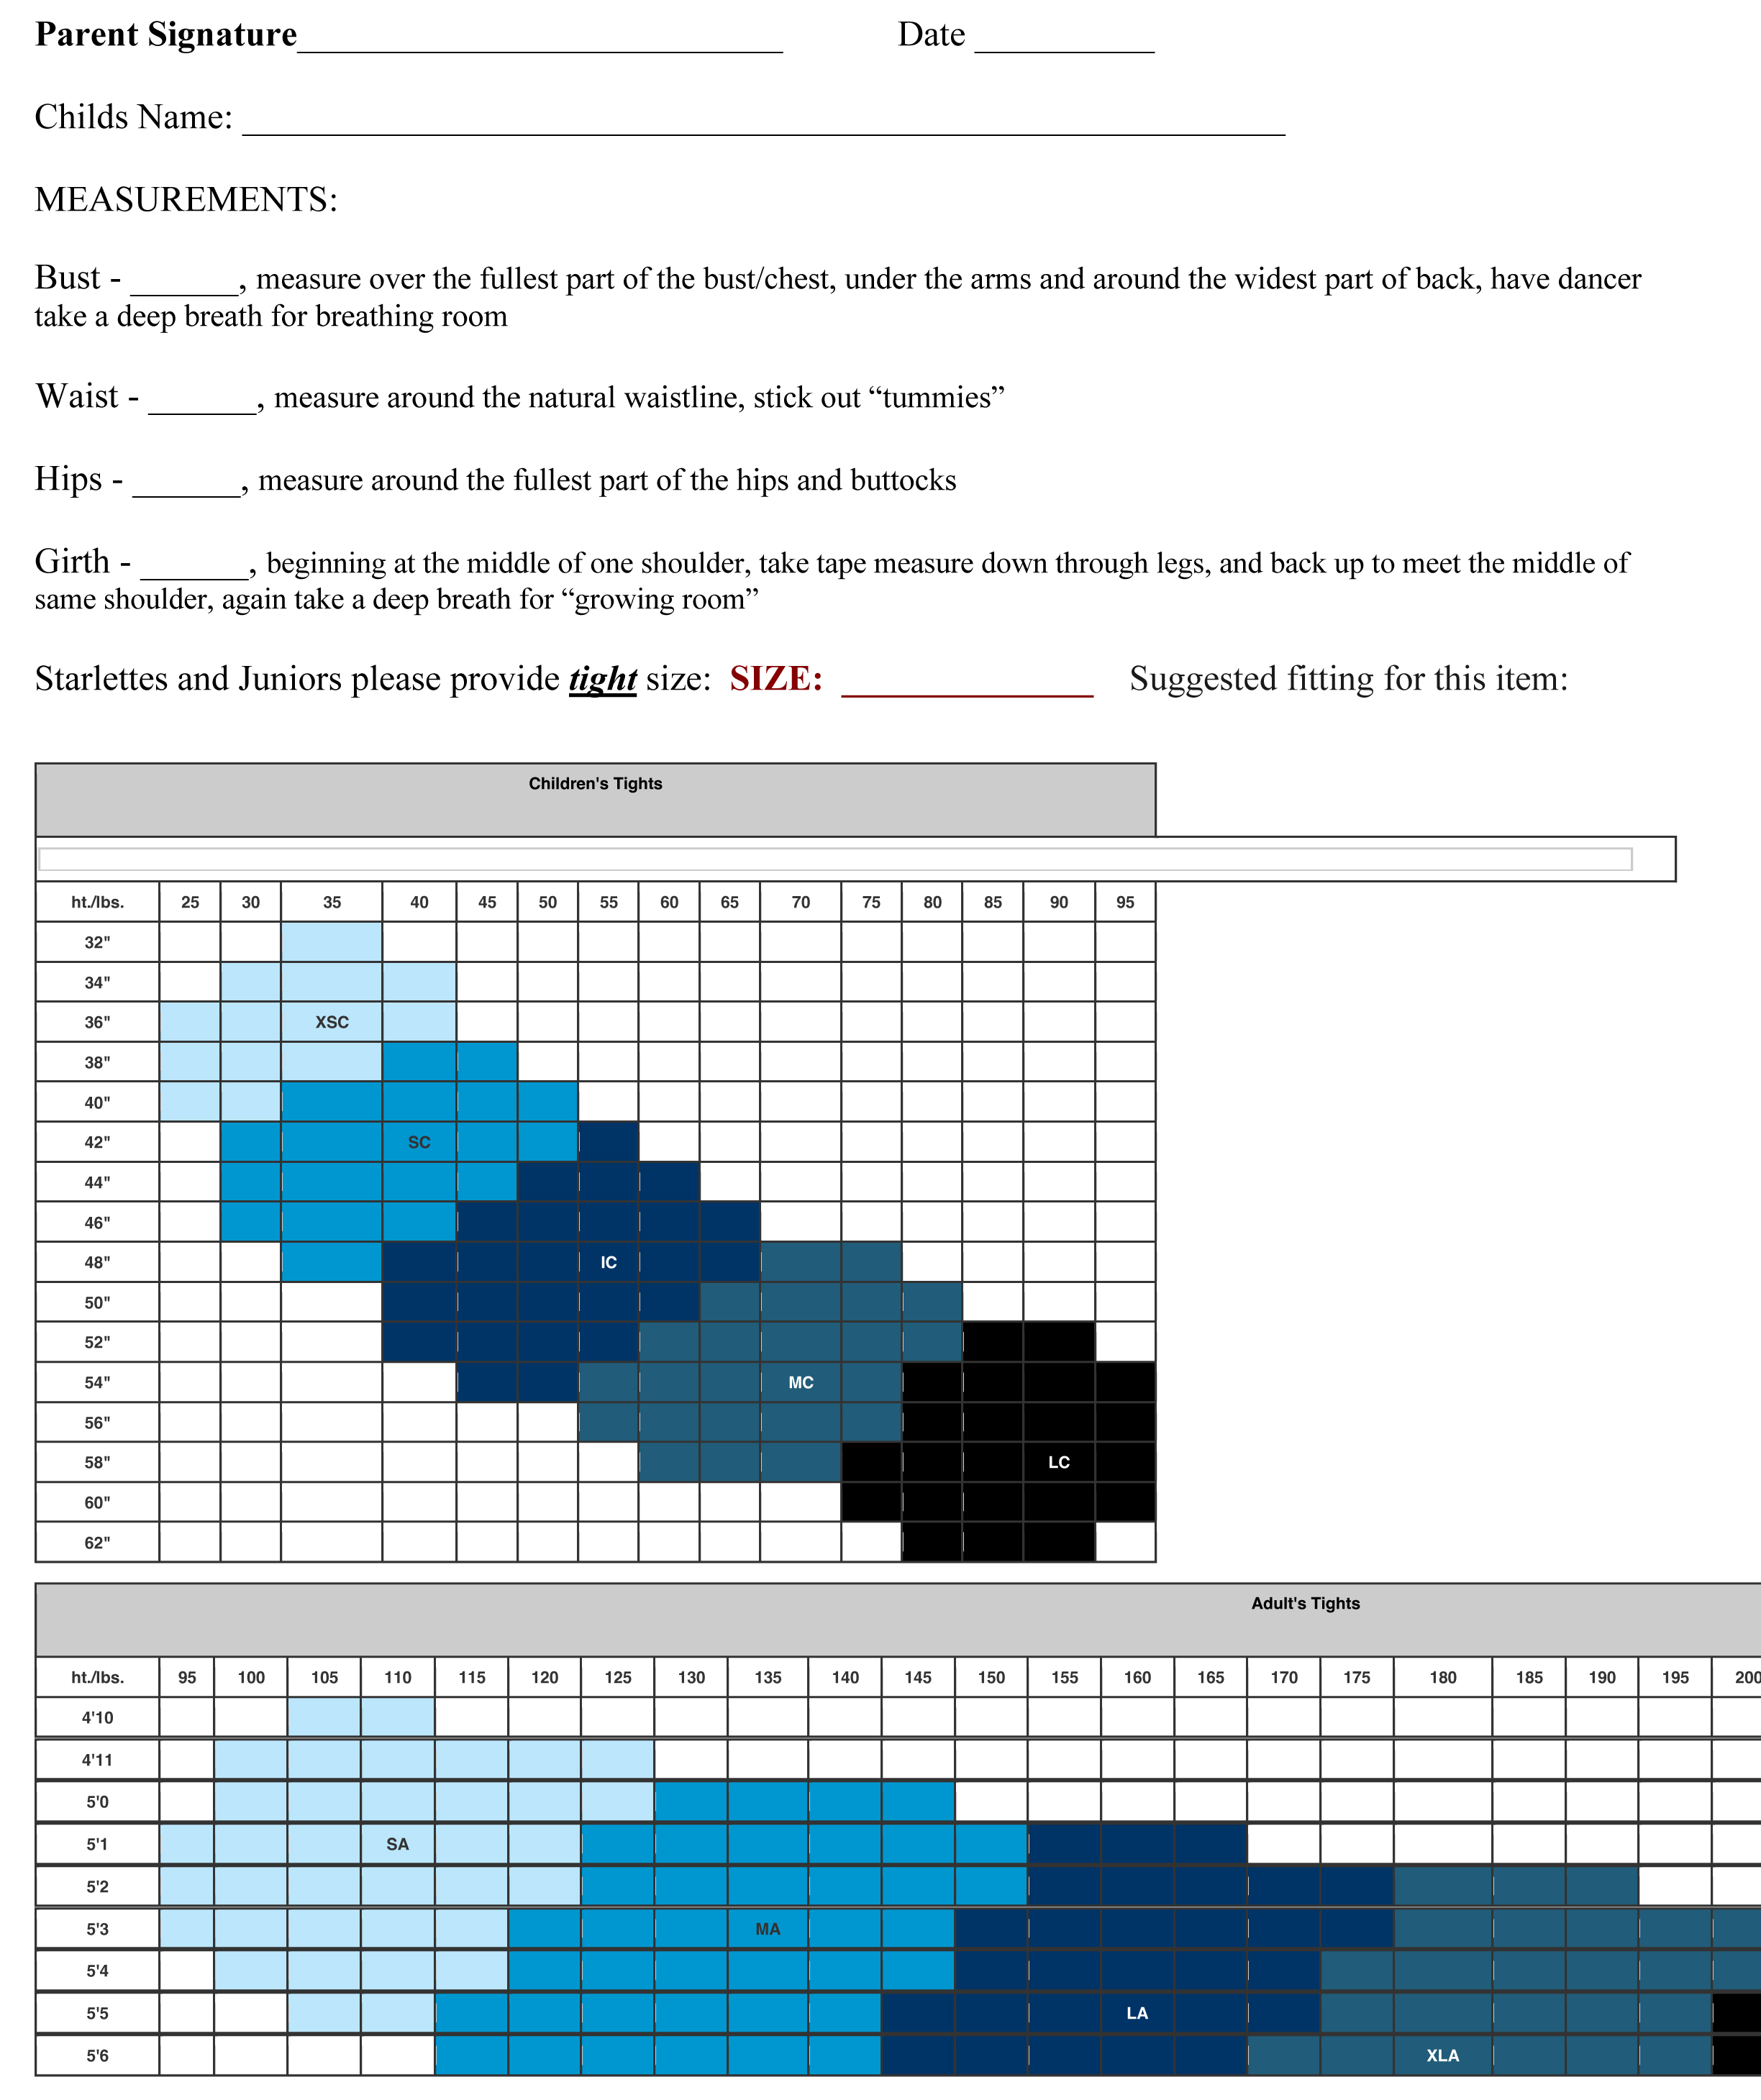 Parent Signature___________________________ Date __________
Childs Name: __________________________________________________________
MEASUREMENTS:
Bust - ______, measure over the fullest part of the bust/chest, under the arms and around the widest part of back, have dancer
take a deep breath for breathing room
Waist - ______, measure around the natural waistline, stick out “tummies”
Hips - ______, measure around the fullest part of the hips and buttocks
Girth - ______, beginning at the middle of one shoulder, take tape measure down through legs, and back up to meet the middle of
same shoulder, again take a deep breath for “growing room”
Starlettes and Juniors please provide tight size: SIZE: ______________ Suggested fitting for this item:
Children's Tights
ht./lbs. 25 30 35 40 45 50 55 60 65 70 75 80 85 90 95
32"
34"
36" XSC
38"
40"
42" SC
44"
46"
48" IC
50"
52"
54" MC
56"
58" LC
60"
62"
Adult's Tights
ht./lbs. 95 100 105 110 115 120 125 130 135 140 145 150 155 160 165 170 175 180 185 190 195 200
4'10
4'11
5'0
5'1 SA
5'2
5'3 MA
5'4
5'5 LA
5'6 XLA